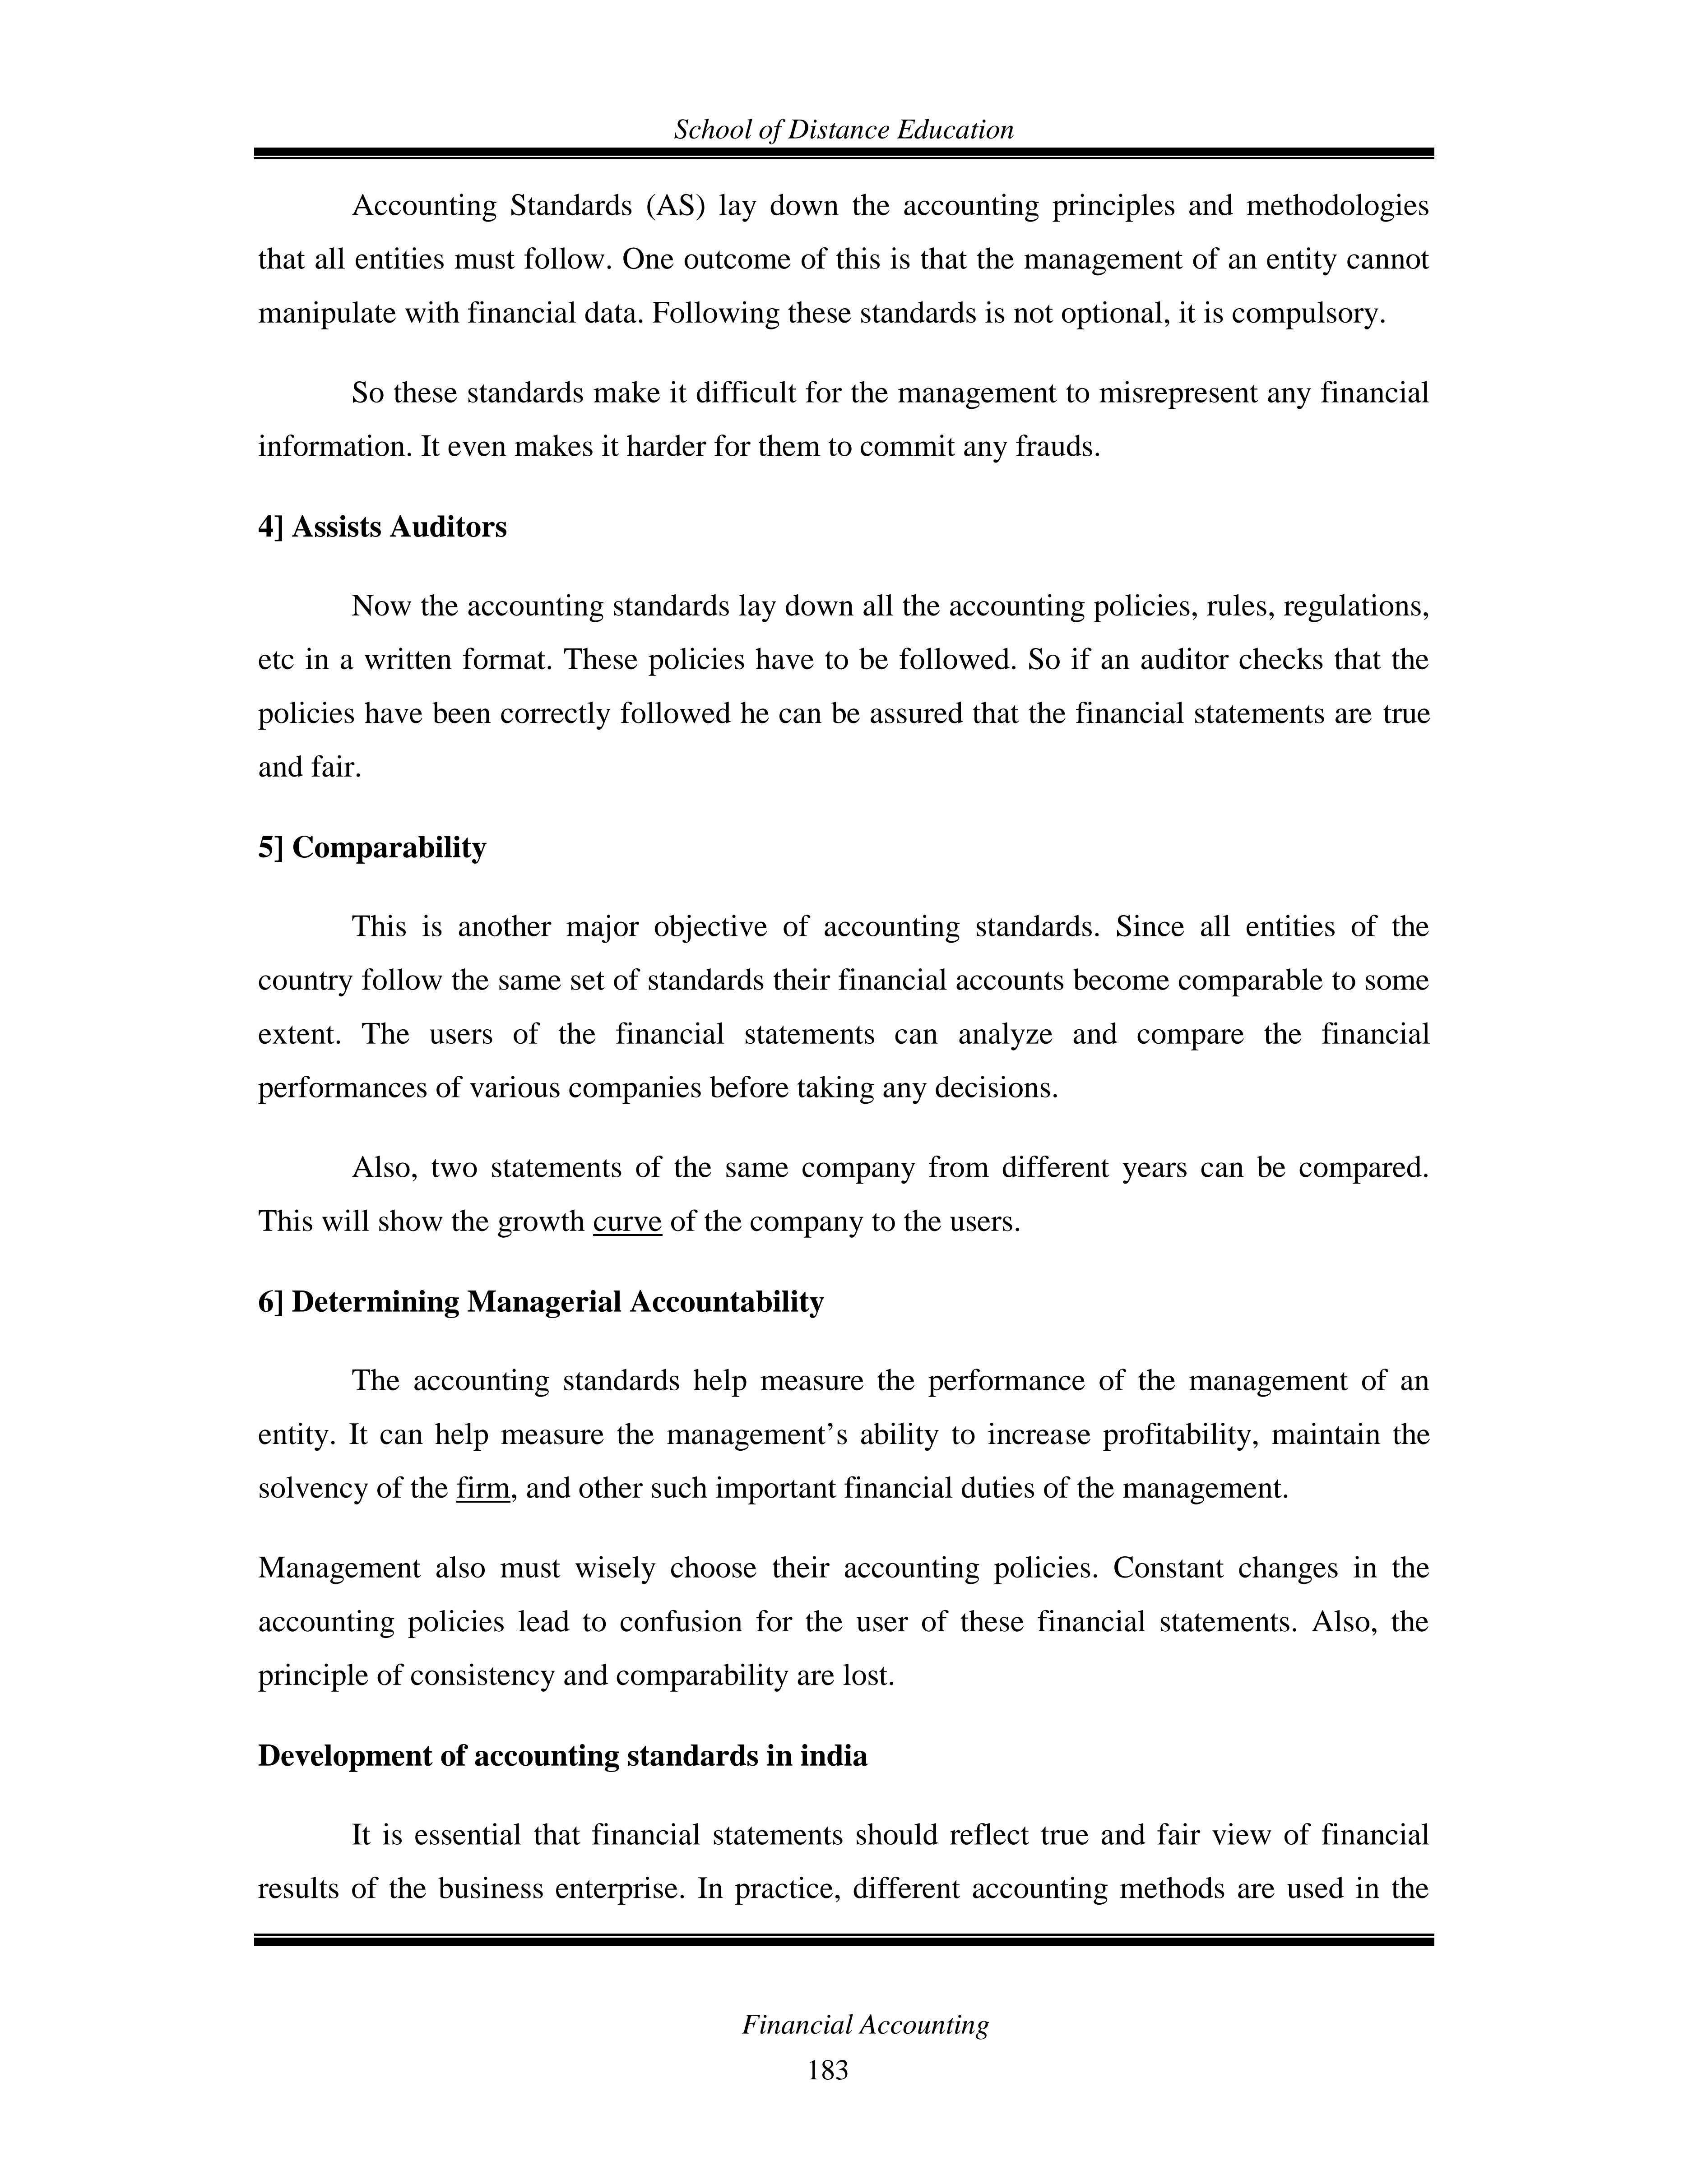 School of Distance Education
Accounting Standards (AS) lay down the accounting principles and methodologies
that all entities must follow. One outcome of this is that the management of an entity cannot
manipulate with financial data. Following these standards is not optional, it is compulsory.
So these standards make it difficult for the management to misrepresent any financial
information. It even makes it harder for them to commit any frauds.
4] Assists Auditors
Now the accounting standards lay down all the accounting policies, rules, regulations,
etc in a written format. These policies have to be followed. So if an auditor checks that the
policies have been correctly followed he can be assured that the financial statements are true
and fair.
5] Comparability
This is another major objective of accounting standards. Since all entities of the
country follow the same set of standards their financial accounts become comparable to some
extent. The users of the financial statements can analyze and compare the financial
performances of various companies before taking any decisions.
Also, two statements of the same company from different years can be compared.
This will show the growth curve of the company to the users.
6] Determining Managerial Accountability
The accounting standards help measure the performance of the management of an
entity. It can help measure the management’s ability to increase profitability, maintain the
solvency of the firm, and other such important financial duties of the management.
Management also must wisely choose their accounting policies. Constant changes in the
accounting policies lead to confusion for the user of these financial statements. Also, the
principle of consistency and comparability are lost.
Development of accounting standards in india
It is essential that financial statements should reflect true and fair view of financial
results of the business enterprise. In practice, different accounting methods are used in the
Financial Accounting
183